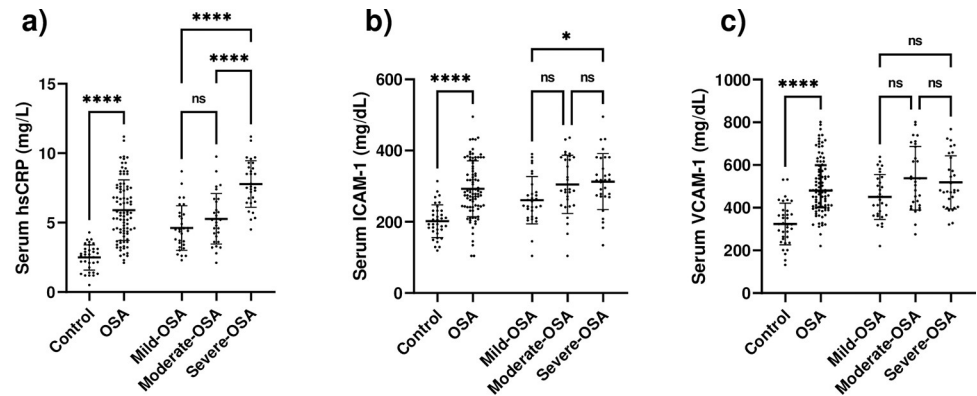 a)
Serum hsCRP (mg/L)
15
10
5
0
****
****
****
ns
Control
OSA
Mild-OSA
Moderate-OSA
Severe-OSA
b)
Serum ICAM-1 (mg/dL)
600
400
200
0
*
****
ns
ns
Control
OSA
Mild-OSA
Moderate-OSA
Severe-OSA
c)
Serum VCAM-1 (mg/dL)
1000
800
600
400
200
0
ns
****
ns
ns
Control
OSA
Mild-OSA
Moderate-OSA
Severe-OSA